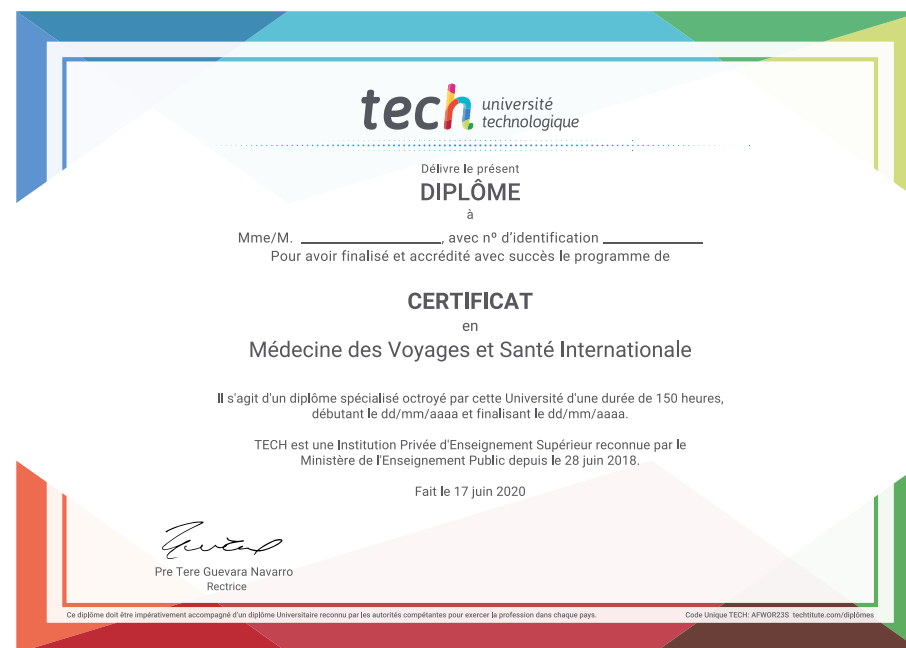 tech université
technologique
Délivre le présent
DIPLÔME
à
Mme/M. ____________________, avec nº d'identification ______________
Pour avoir finalisé et accrédité avec succès le programme de
CERTIFICAT
en
Médecine des Voyages et Santé Internationale
Il s'agit d'un diplôme spécialisé octroyé par cette Université d'une durée de 150 heures,
débutant le dd/mm/aaaa et finalisant le dd/mm/aaaa.
TECH est une Institution Privée d'Enseignement Supérieur reconnue par le
Ministère de l'Enseignement Public depuis le 28 juin 2018.
Fait le 17 juin 2020
Pre Tere Guevara Navarro
Rectrice
Ce diplôme doit être impérativement accompagné d'un diplôme Universitaire reconnu par les autorités compétentes pour exercer la profession dans chaque pays.
Code Unique TECH: AFWOR23S techtitute.com/diplômes